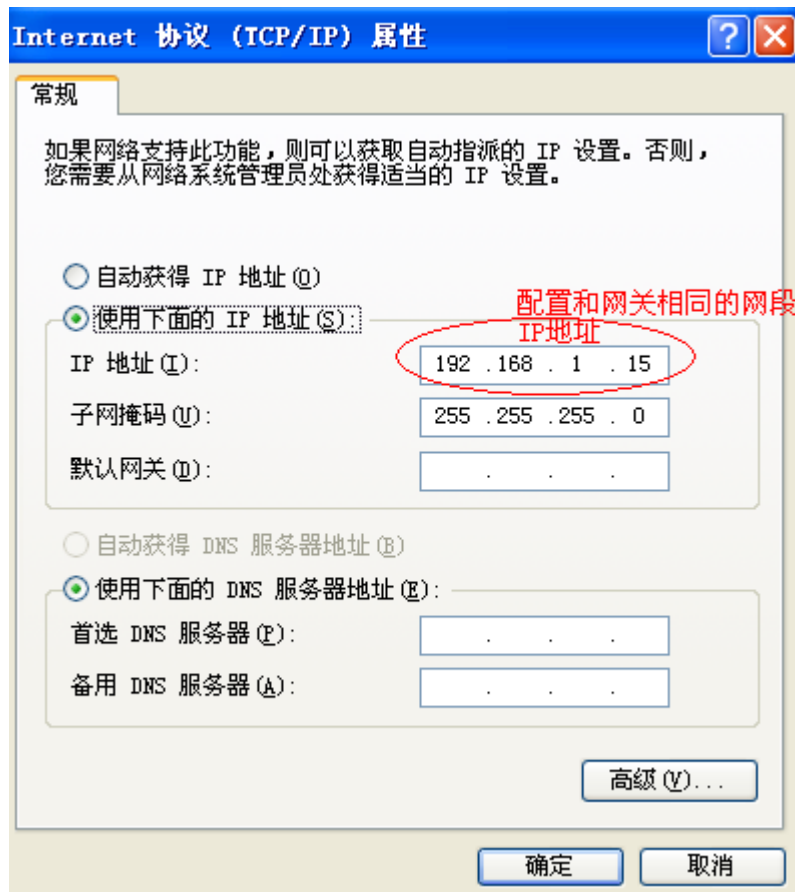 Internet 协议 (TCP/IP) 属性
常规
如果网络支持此功能，则可以获取自动指派的 IP 设置。否则，
您需要从网络系统管理员处获得适当的 IP 设置。
自动获得 IP 地址(O)
使用下面的 IP 地址(S):
配置和网关相同的网段
IP地址
IP 地址(I): 192 .168 . 1 . 15
子网掩码(U): 255 .255 .255 . 0
默认网关(D): . . .
自动获得 DNS 服务器地址(B)
使用下面的 DNS 服务器地址(E):
首选 DNS 服务器(P): . . .
备用 DNS 服务器(A): . . .
高级(V)...
确定 取消